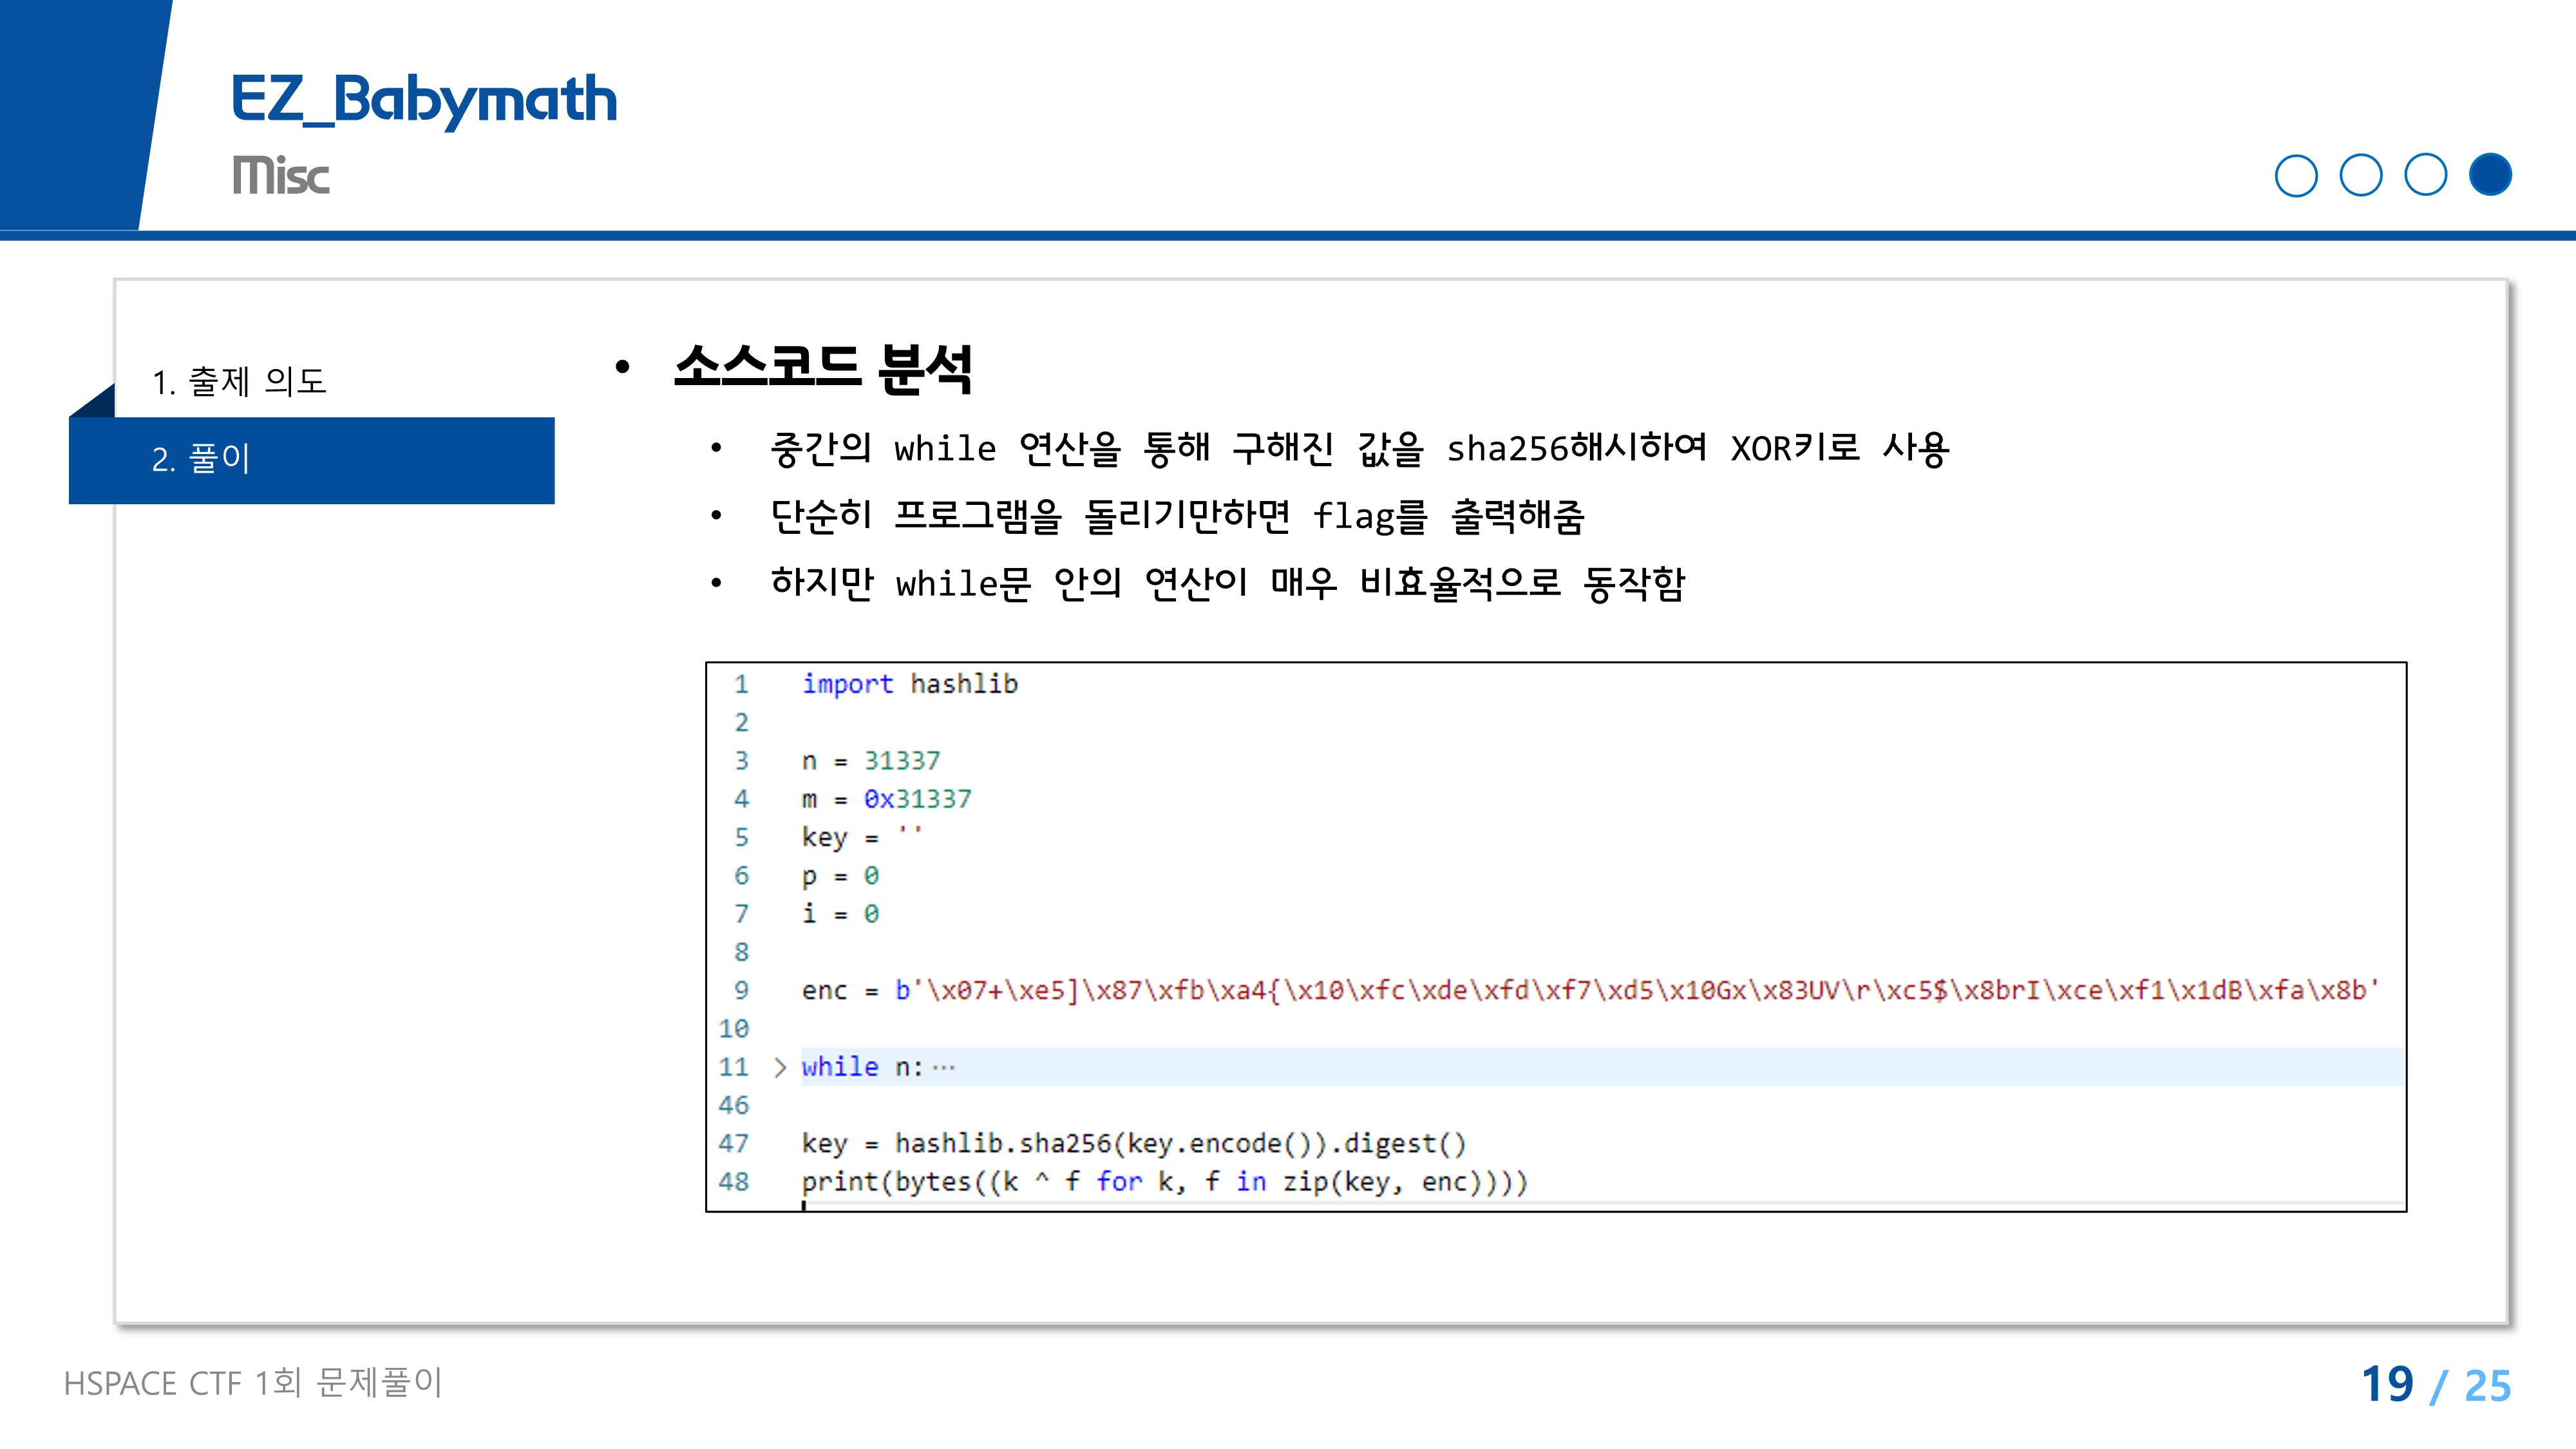 EZ_Babymath
Misc
1. 출제 의도
2. 풀이
• 소스코드 분석
• 중간의 while 연산을 통해 구해진 값을 sha256해시하여 XOR키로 사용
• 단순히 프로그램을 돌리기만하면 flag를 출력해줌
• 하지만 while문 안의 연산이 매우 비효율적으로 동작함
1 import hashlib
2
3 n = 31337
4 m = 0x31337
5 key = ''
6 p = 0
7 i = 0
8
9 enc = b'\x07+\xe5]\x87\xfb\xa4{\x10\xfc\xde\xfd\xf7\xd5\x10Gx\x83UV\r\xc5$\x8brI\xce\xf1\x1dB\xfa\x8b'
10
11 > while n:···
46
47 key = hashlib.sha256(key.encode()).digest()
48 print(bytes((k ^ f for k, f in zip(key, enc))))
HSPACE CTF 1회 문제풀이
19 / 25